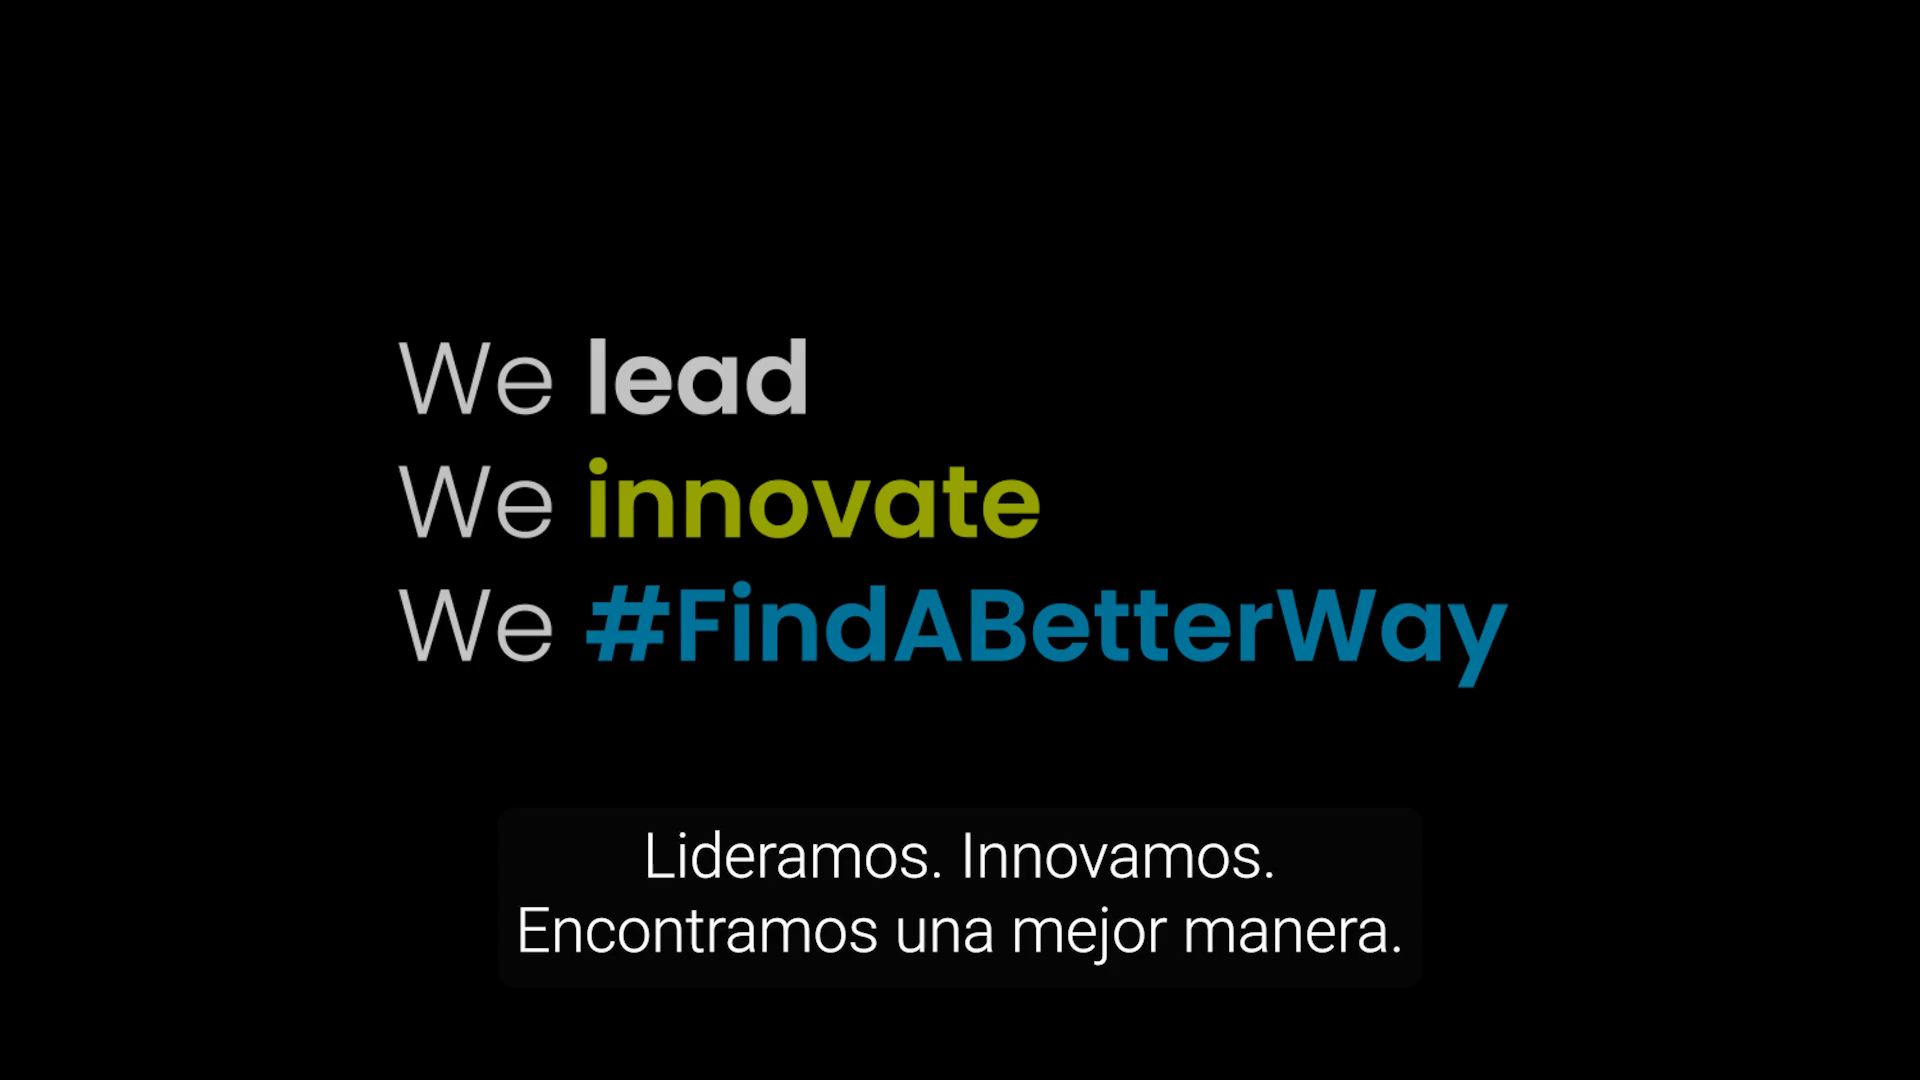 We lead
We innovate
We #FindABetterWay
Lideramos. Innovamos.
Encontramos una mejor manera.